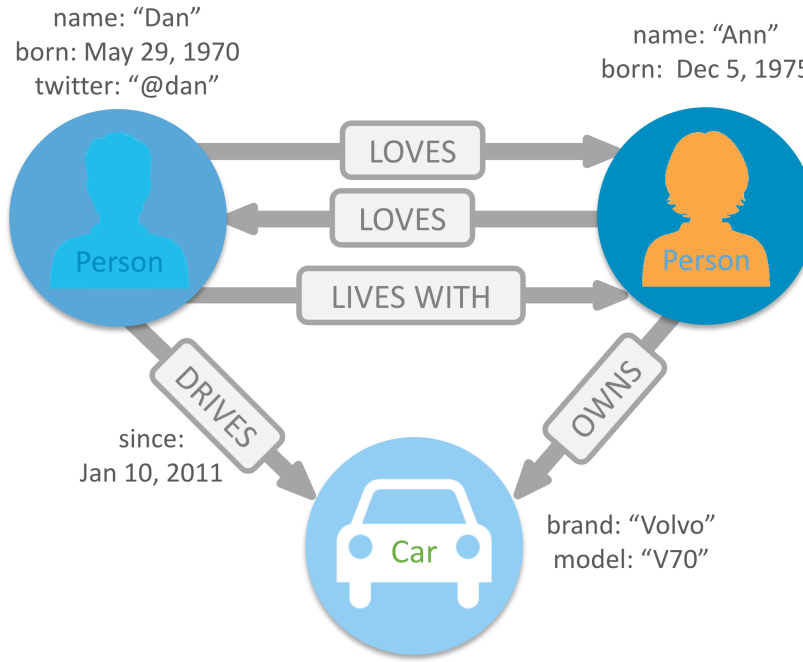 name: “Dan”
born: May 29, 1970
twitter: “@dan”
name: “Ann”
born:  Dec 5, 1975
LOVES
LOVES
Person
Person
LIVES WITH
DRIVES
OWNS
since:
Jan 10, 2011
Car
brand: “Volvo”
model: “V70”